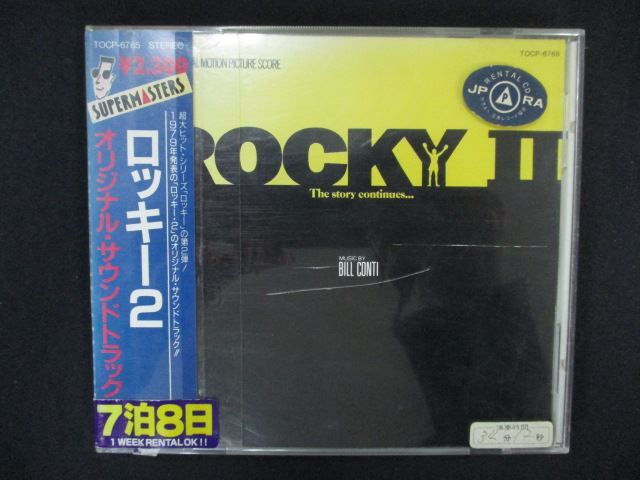 TOCP-6765 STEREO
¥2,300
SUPERMASTERS
超大ヒット・シリーズ「ロッキー」の第2弾!
1979年発表の「ロッキー・2」のオリジナル・サウンドトラック!!
ロッキー2
オリジナル・サウンドトラック
7泊8日
1 WEEK RENTAL OK!!
MOTION PICTURE SCORE
TOCP-6765
RENTAL CD
JP RA
ROCKY II
The story continues...
MUSIC BY
BILL CONTI
分 秒